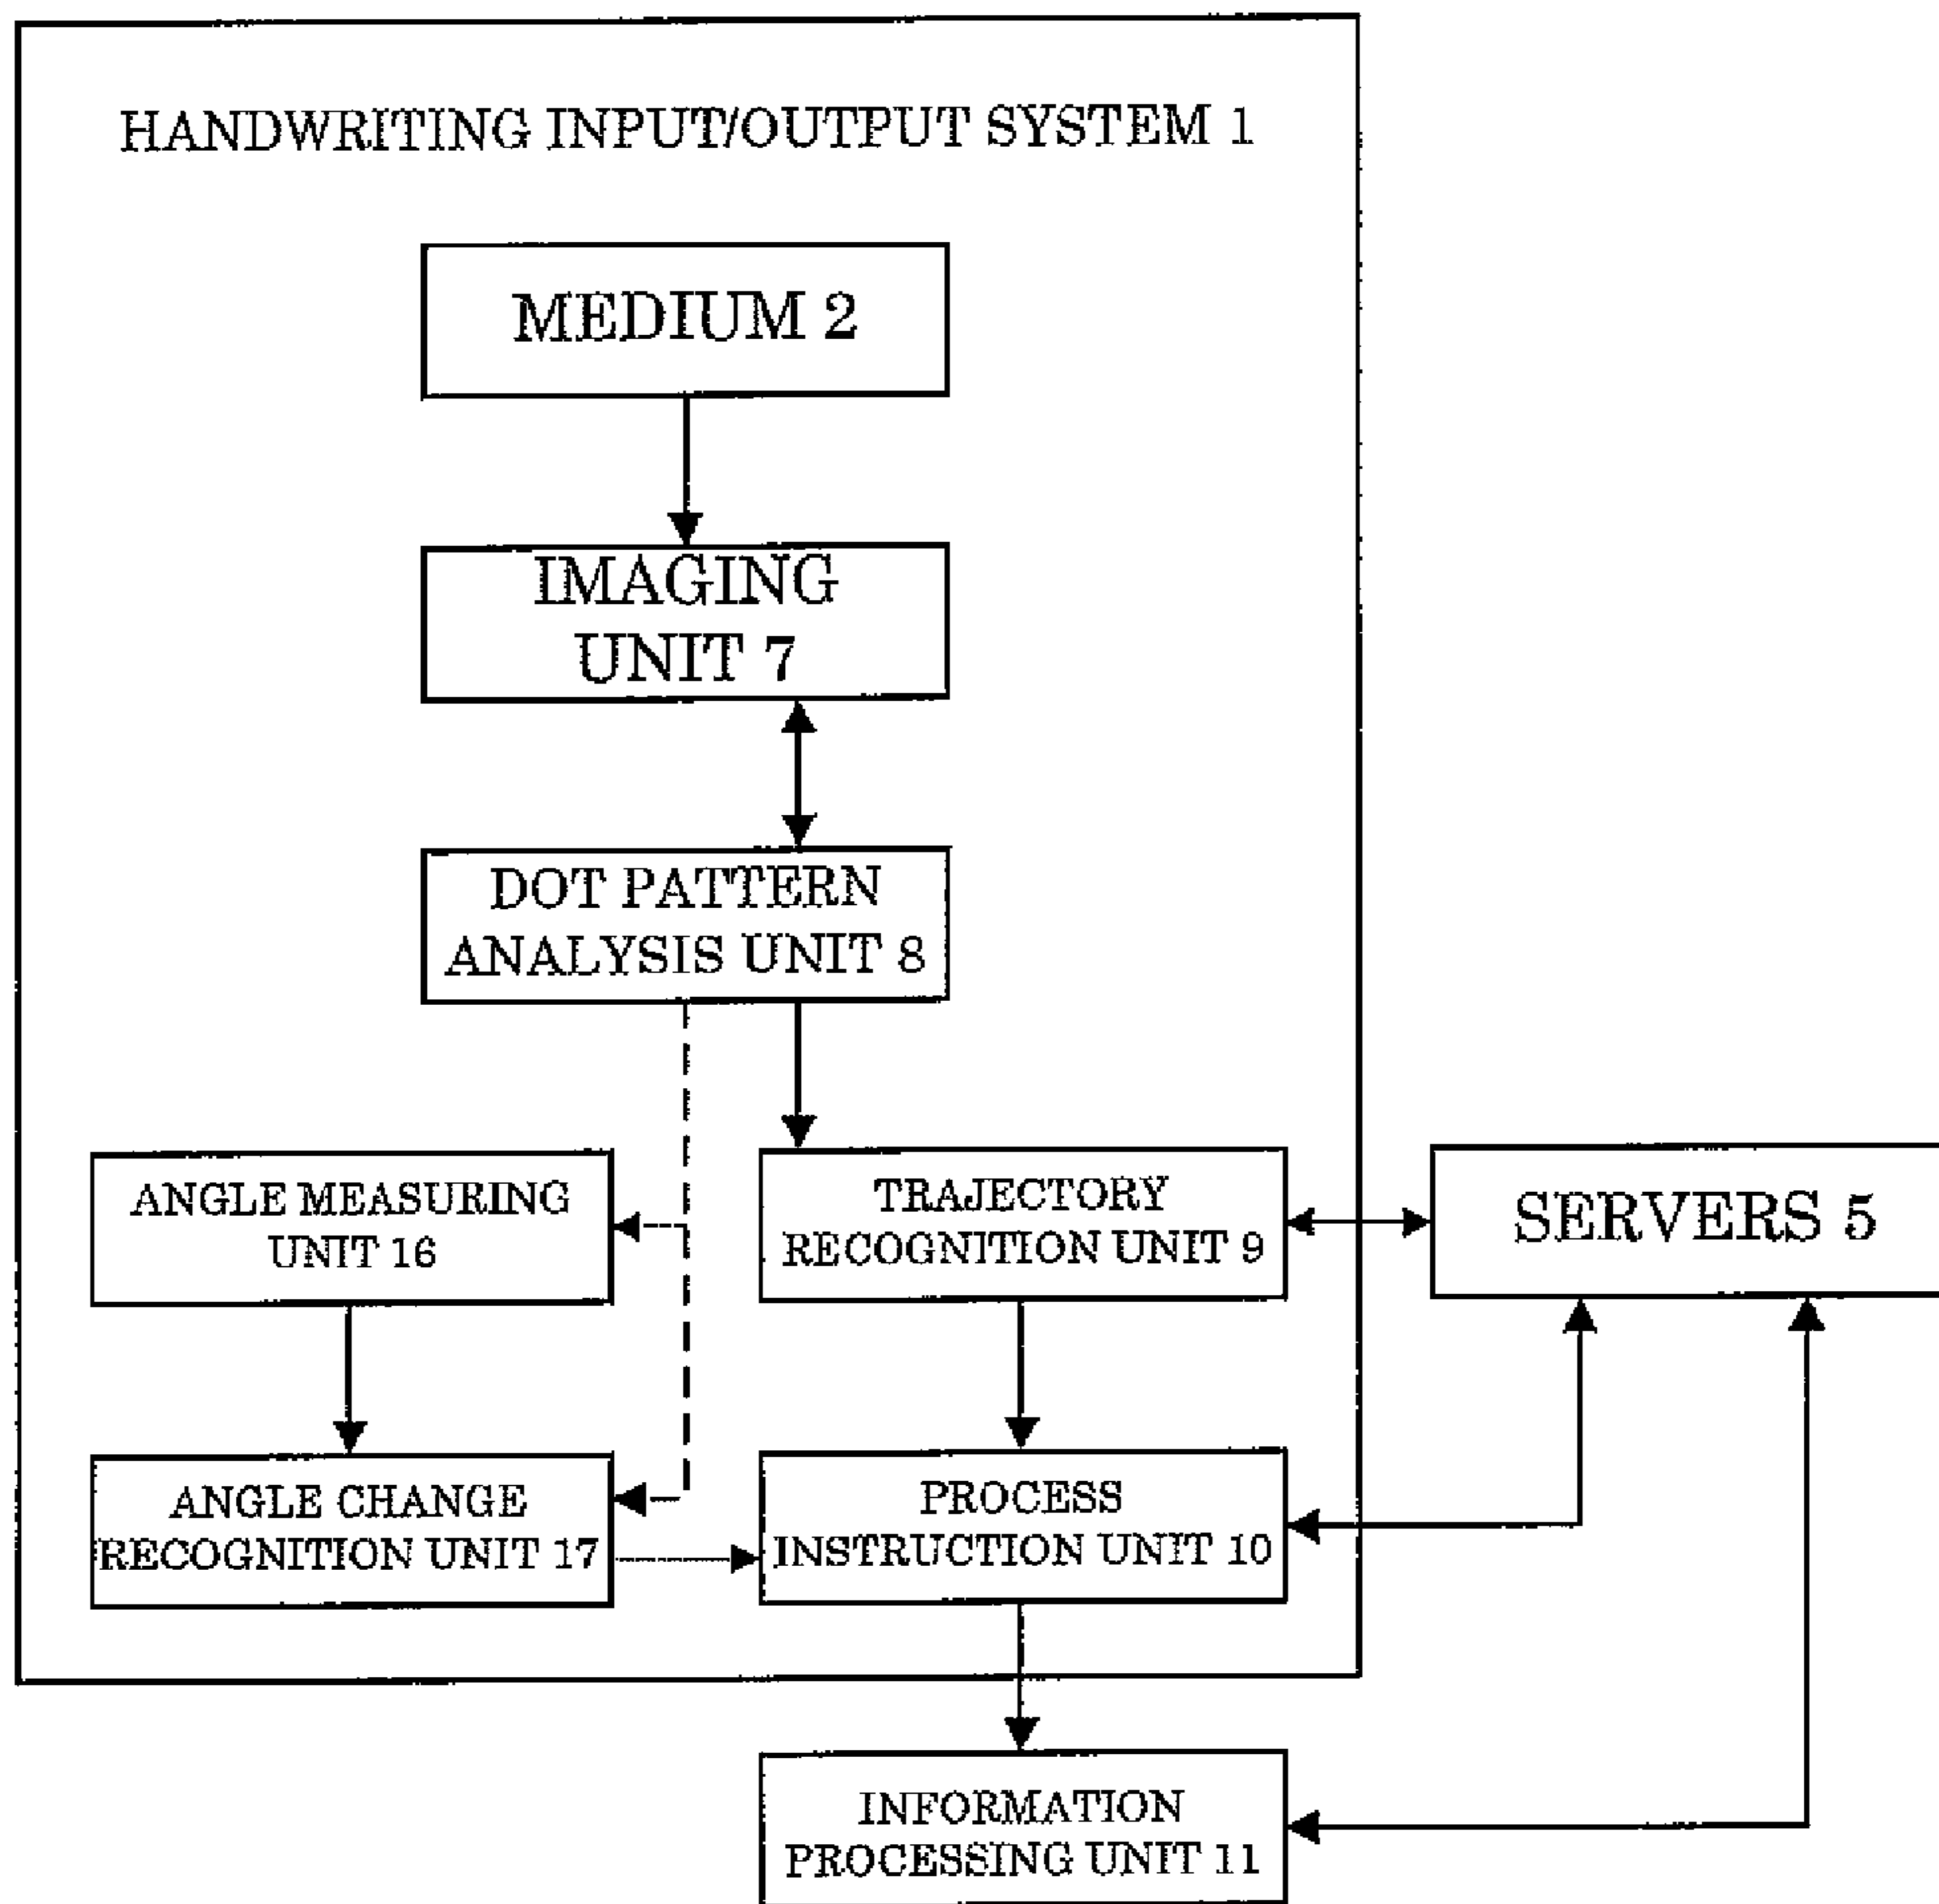 HANDWRITING INPUT/OUTPUT SYSTEM 1
MEDIUM 2
IMAGING
UNIT 7
DOT PATTERN
ANALYSIS UNIT 8
ANGLE MEASURING
UNIT 16
TRAJECTORY
RECOGNITION UNIT 9
SERVERS 5
ANGLE CHANGE
RECOGNITION UNIT 17
PROCESS
INSTRUCTION UNIT 10
INFORMATION
PROCESSING UNIT 11